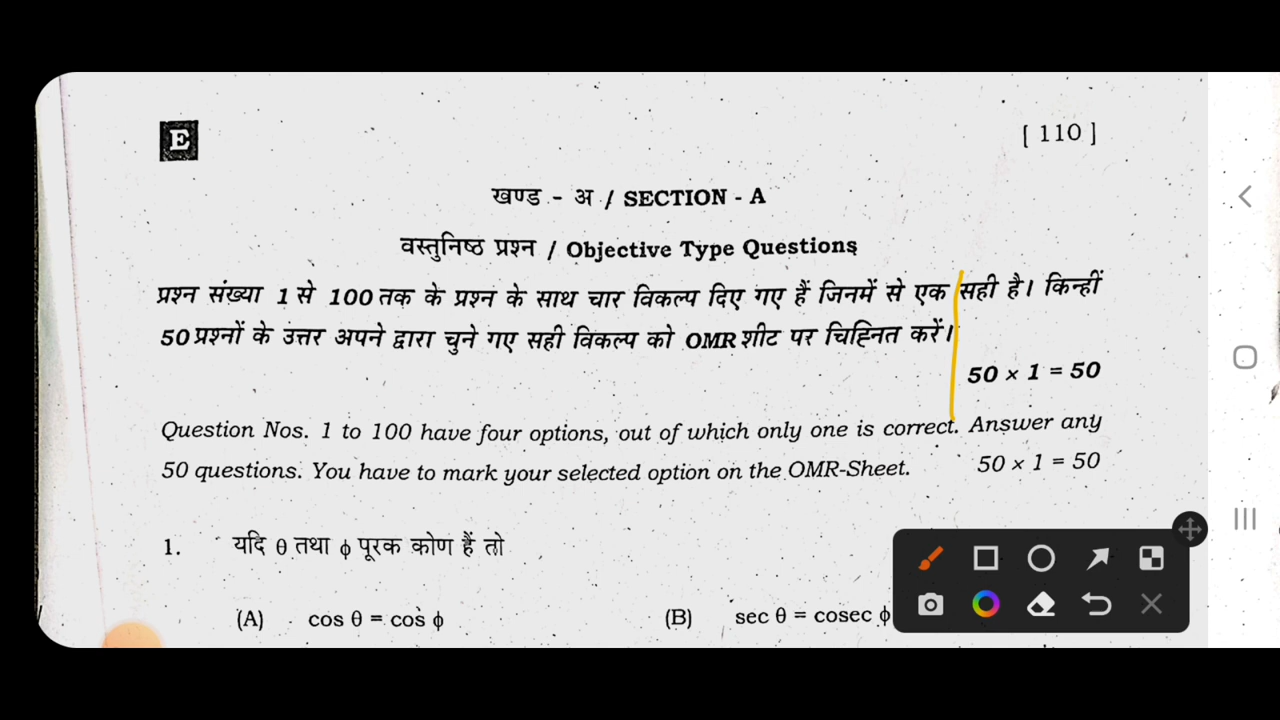 E
[ 110 ]
खण्ड - अ / SECTION - A
वस्तुनिष्ठ प्रश्न / Objective Type Questions
प्रश्न संख्या 1 से 100 तक के प्रश्न के साथ चार विकल्प दिए गए हैं जिनमें से एक सही है। किन्हीं
50 प्रश्नों के उत्तर अपने द्वारा चुने गए सही विकल्प को OMR शीट पर चिह्नित करें।
50 × 1 = 50
Question Nos. 1 to 100 have four options, out of which only one is correct. Answer any
50 questions. You have to mark your selected option on the OMR-Sheet. 50 × 1 = 50
1. यदि θ तथा ϕ पूरक कोण हैं तो
(A) cos θ = cos ϕ (B) sec θ = cosec ϕ